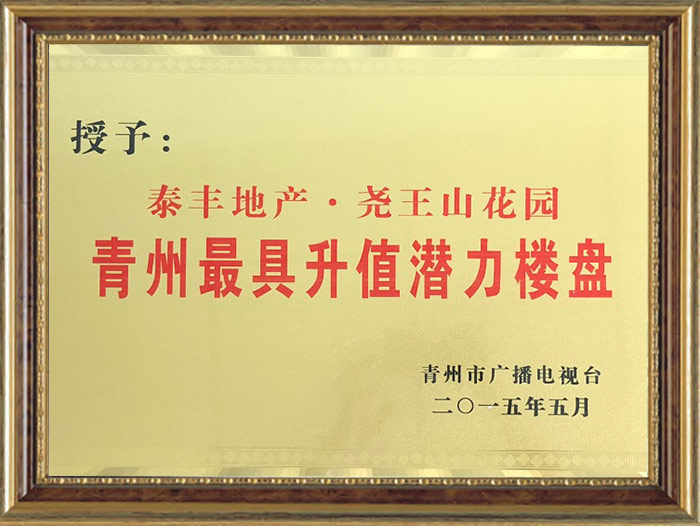 授予：
泰丰地产·尧王山花园
青州最具升值潜力楼盘
青州市广播电视台
二〇一五年五月